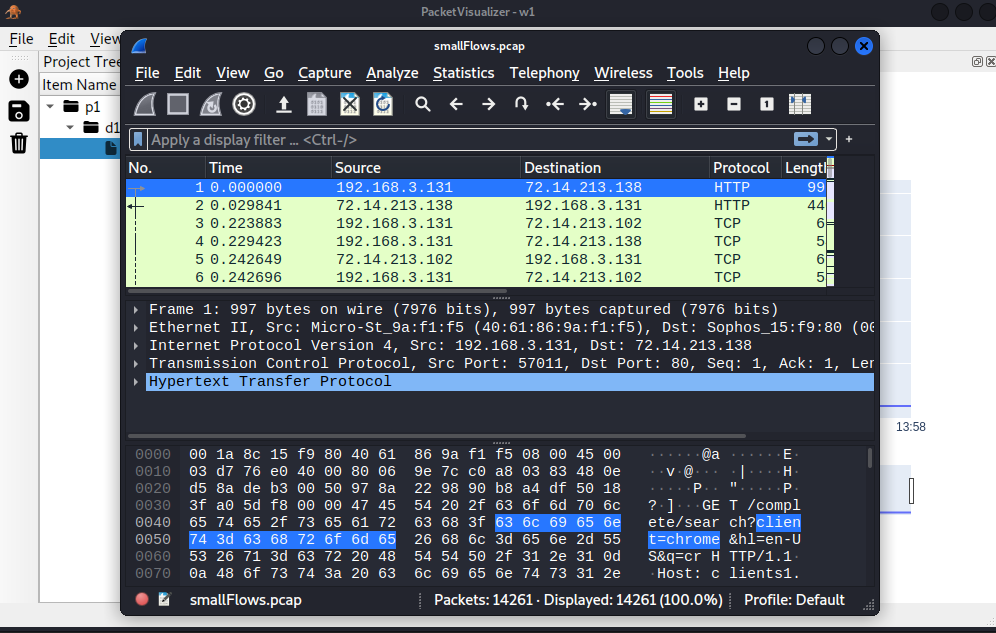 PacketVisualizer - w1
File Edit View
Project Tree
Item Name
p1
d1
13:58
smallFlows.pcap
File Edit View Go Capture Analyze Statistics Telephony Wireless Tools Help
Apply a display filter ... <Ctrl-/>
No. Time Source Destination Protocol Lengtl
1 0.000000 192.168.3.131 72.14.213.138 HTTP 99
2 0.029841 72.14.213.138 192.168.3.131 HTTP 44
3 0.223883 192.168.3.131 72.14.213.102 TCP 6
4 0.229423 192.168.3.131 72.14.213.138 TCP 5
5 0.242649 72.14.213.102 192.168.3.131 TCP 6
6 0.242696 192.168.3.131 72.14.213.102 TCP 5
Frame 1: 997 bytes on wire (7976 bits), 997 bytes captured (7976 bits)
Ethernet II, Src: Micro-St_9a:f1:f5 (40:61:86:9a:f1:f5), Dst: Sophos_15:f9:80 (00
Internet Protocol Version 4, Src: 192.168.3.131, Dst: 72.14.213.138
Transmission Control Protocol, Src Port: 57011, Dst Port: 80, Seq: 1, Ack: 1, Ler
Hypertext Transfer Protocol
0000 00 1a 8c 15 f9 80 40 61 86 9a f1 f5 08 00 45 00 ······@a ······E·
0010 03 d7 76 e0 40 00 80 06 9e 7c c0 a8 03 83 48 0e ··v·@··· ·|····H·
0020 d5 8a de b3 00 50 97 8a 22 98 90 b8 a4 df 50 18 ·····P·· "·····P·
0030 3f a0 5d f8 00 00 47 45 54 20 2f 63 6f 6d 70 6c ?·]···GE T /compl
0040 65 74 65 2f 73 65 61 72 63 68 3f 63 6c 69 65 6e ete/sear ch?clien
0050 74 3d 63 68 72 6f 6d 65 26 68 6c 3d 65 6e 2d 55 t=chrome &hl=en-U
0060 53 26 71 3d 63 72 20 48 54 54 50 2f 31 2e 31 0d S&q=cr H TTP/1.1·
0070 0a 48 6f 73 74 3a 20 63 6c 69 65 6e 74 73 31 2e ·Host: c lients1.
smallFlows.pcap Packets: 14261 · Displayed: 14261 (100.0%) Profile: Default